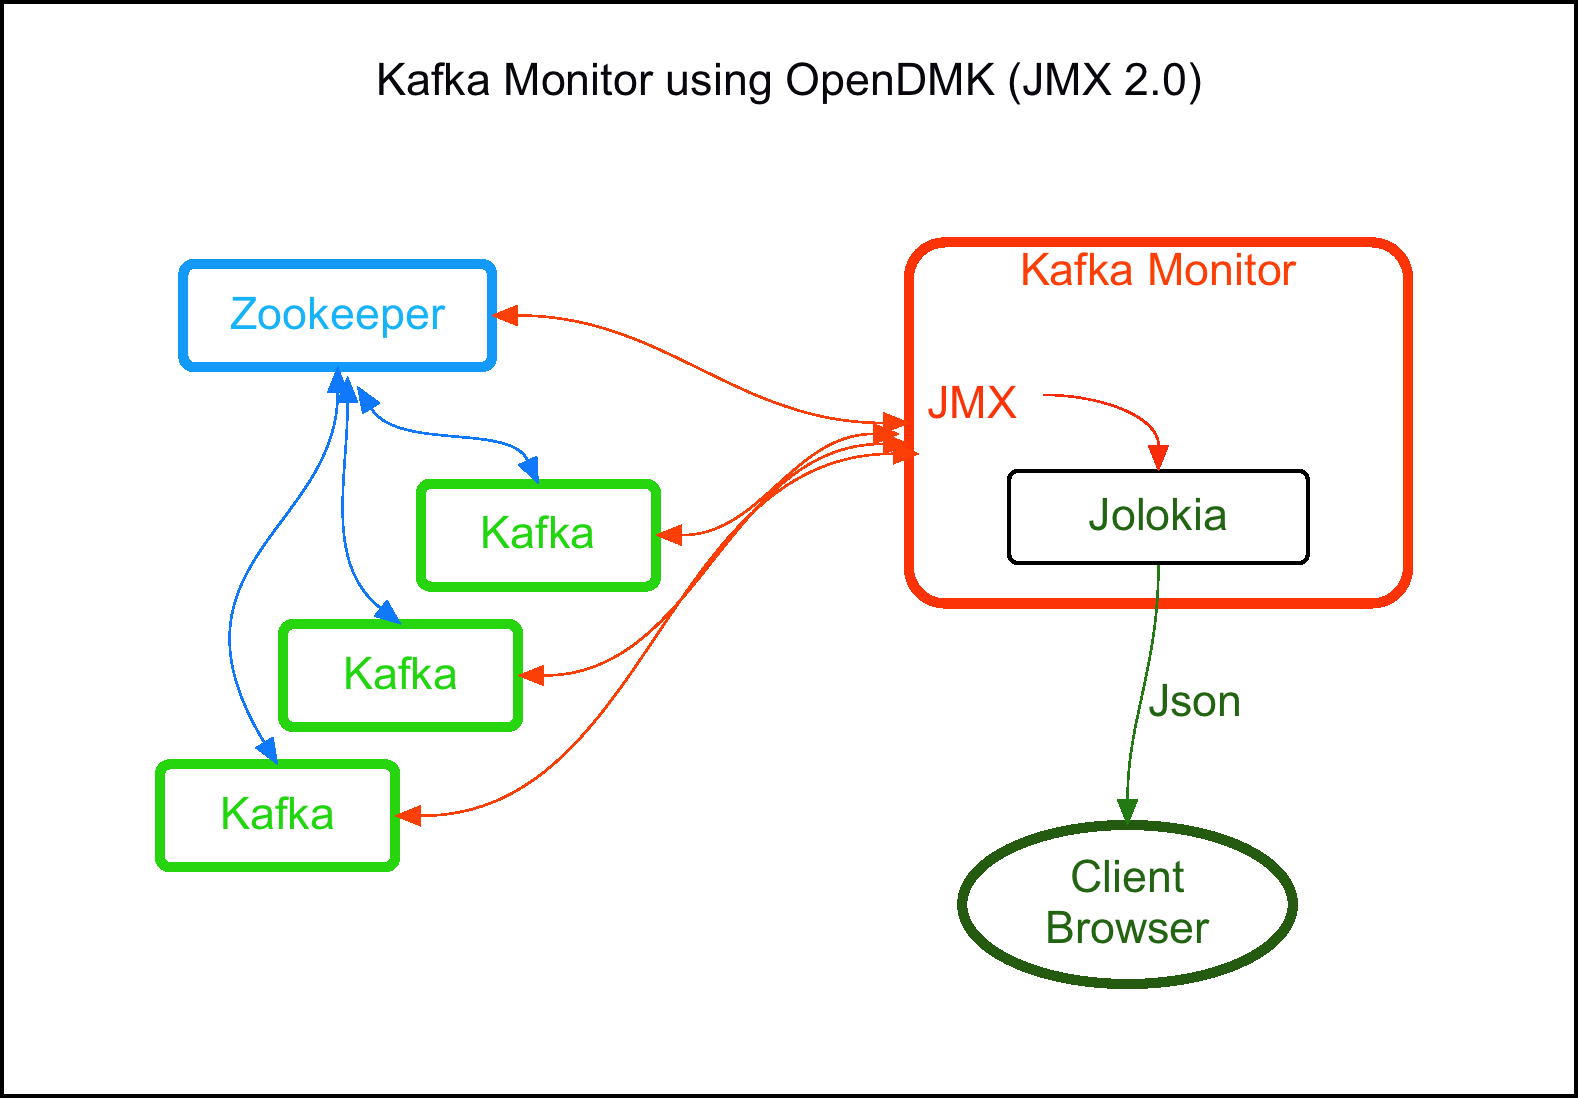 Kafka Monitor using OpenDMK (JMX 2.0)
Zookeeper
Kafka Monitor
JMX
Jolokia
Kafka
Kafka
Kafka
Json
Client
Browser